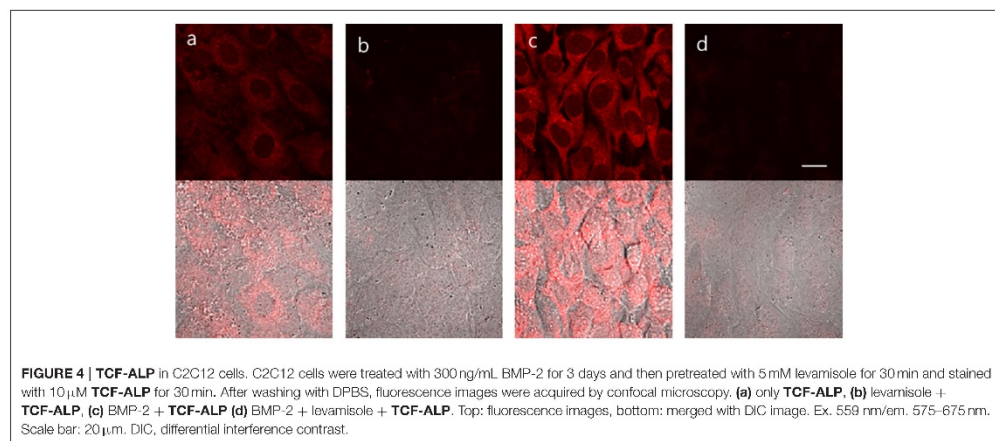 a
b
c
d
FIGURE 4 | TCF-ALP in C2C12 cells. C2C12 cells were treated with 300 ng/mL BMP-2 for 3 days and then pretreated with 5 mM levamisole for 30 min and stained
with 10 μM TCF-ALP for 30 min. After washing with DPBS, fluorescence images were acquired by confocal microscopy. (a) only TCF-ALP, (b) levamisole +
TCF-ALP, (c) BMP-2 + TCF-ALP (d) BMP-2 + levamisole + TCF-ALP. Top: fluorescence images, bottom: merged with DIC image. Ex. 559 nm/em. 575–675 nm.
Scale bar: 20 μm. DIC, differential interference contrast.